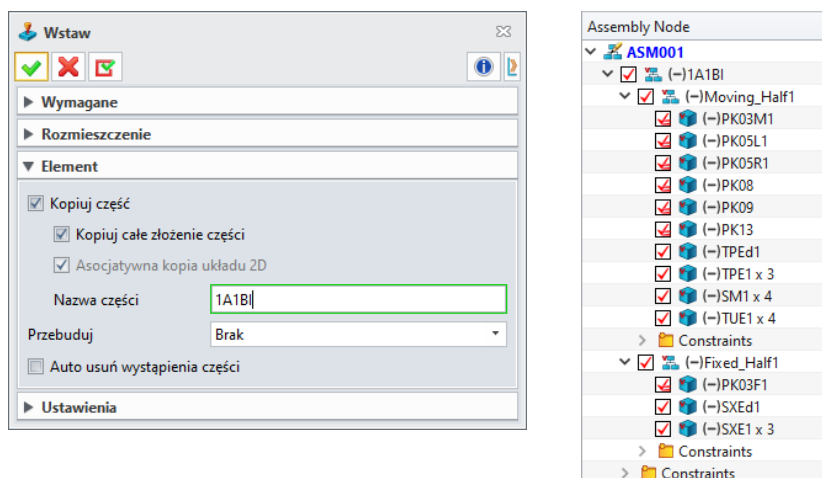 Wstaw
Wymagane
Rozmieszczenie
Element
Kopiuj część
Kopiuj całe złożenie części
Asocjatywna kopia układu 2D
Nazwa części 1A1BI
Przebuduj Brak
Auto usuń wystąpienia części
Ustawienia
Assembly Node
ASM001
(-)1A1BI
(-)Moving_Half1
(-)PK03M1
(-)PK05L1
(-)PK05R1
(-)PK08
(-)PK09
(-)PK13
(-)TPEd1
(-)TPE1 x 3
(-)SM1 x 4
(-)TUE1 x 4
Constraints
(-)Fixed_Half1
(-)PK03F1
(-)SXEd1
(-)SXE1 x 3
Constraints
Constraints